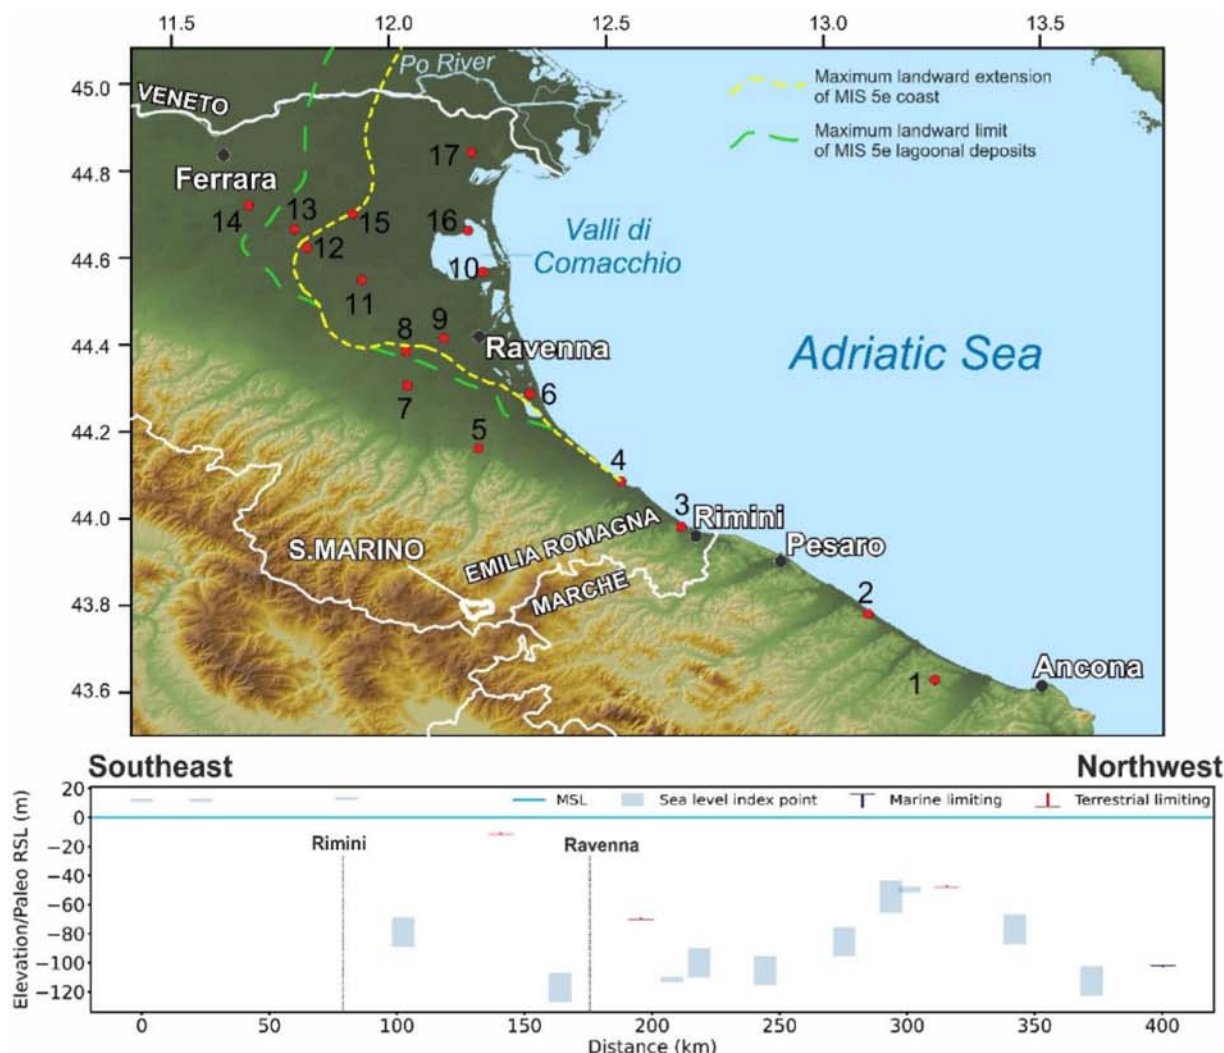 11.5 12.0 12.5 13.0 13.5
45.0
44.8
44.6
44.4
44.2
44.0
43.8
43.6
Po River
VENETO
Maximum landward extension
of MIS 5e coast
Maximum landward limit
of MIS 5e lagoonal deposits
Ferrara
17
14
13
15
16
12
Valli di
Comacchio
10
11
8
9
Ravenna
Adriatic Sea
7
6
5
4
3
Rimini
S.MARINO
EMILIA ROMAGNA
MARCHE
Pesaro
2
1
Ancona
Southeast
Northwest
Elevation/Paleo RSL (m)
20
0
−20
−40
−60
−80
−100
−120
MSL
Sea level index point
Marine limiting
Terrestrial limiting
Rimini
Ravenna
0 50 100 150 200 250 300 350 400
Distance (km)